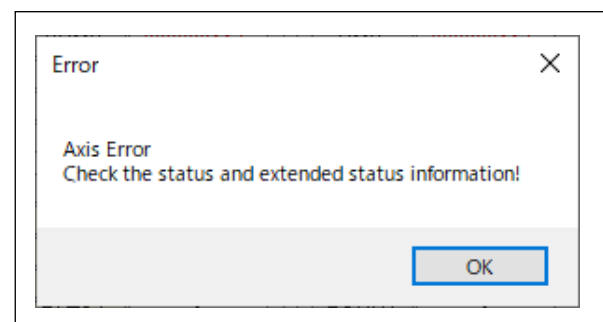 Error
Axis Error
Check the status and extended status information!
OK